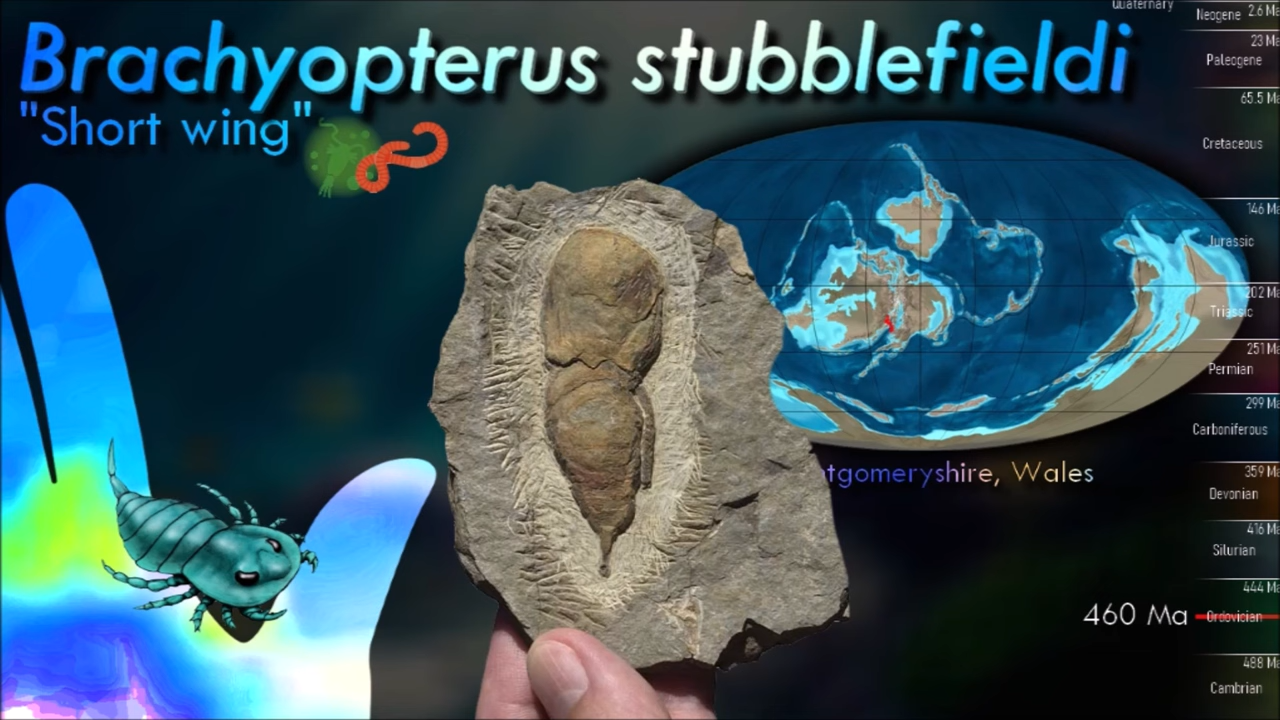 Brachyopterus stubblefieldi
"Short wing"
tgomeryshire, Wales
460 Ma
Quaternary
2.6 Ma
Neogene
23 Ma
Paleogene
65.5 Ma
Cretaceous
146 Ma
Jurassic
202 Ma
Triassic
251 Ma
Permian
299 Ma
Carboniferous
359 Ma
Devonian
416 Ma
Silurian
444 Ma
Ordovician
488 Ma
Cambrian